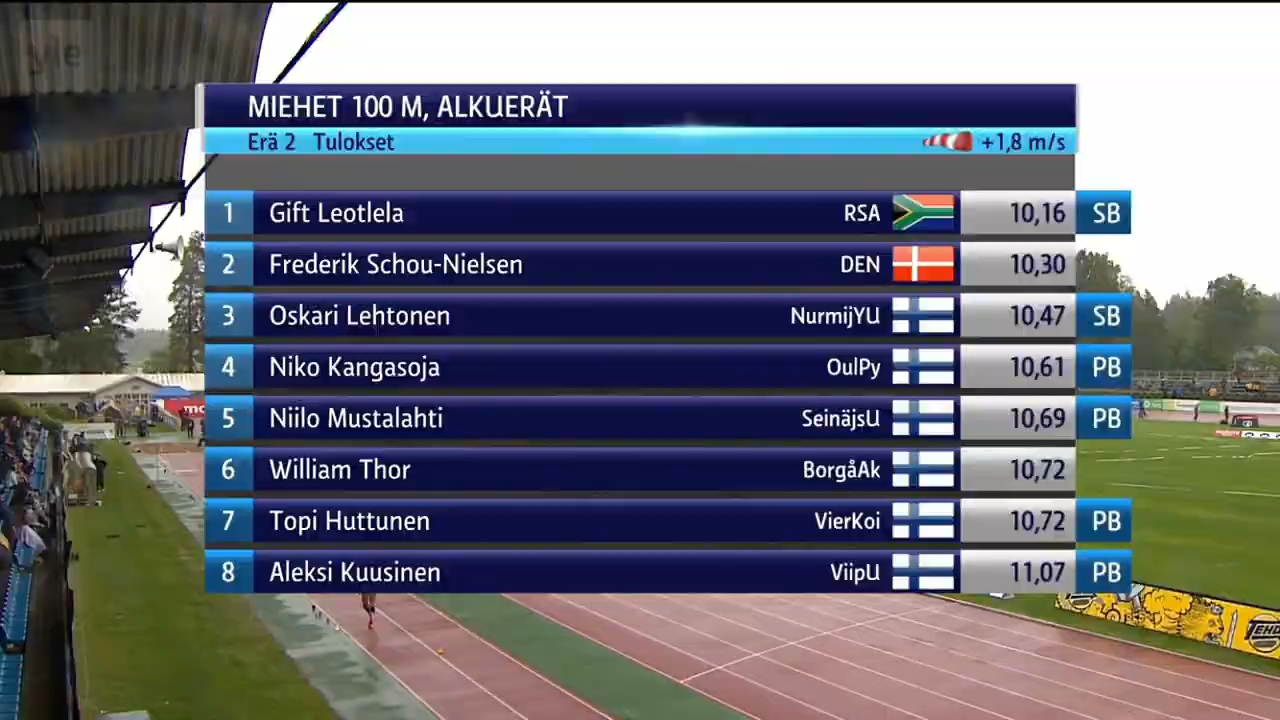 yle
MIEHET 100 M, ALKUERÄT
Erä 2 Tulokset +1,8 m/s
1 Gift Leotlela RSA 10,16 SB
2 Frederik Schou-Nielsen DEN 10,30
3 Oskari Lehtonen NurmijYU 10,47 SB
4 Niko Kangasoja OulPy 10,61 PB
5 Niilo Mustalahti SeinäjsU 10,69 PB
6 William Thor BorgåAk 10,72
7 Topi Huttunen VierKoi 10,72 PB
8 Aleksi Kuusinen ViipU 11,07 PB